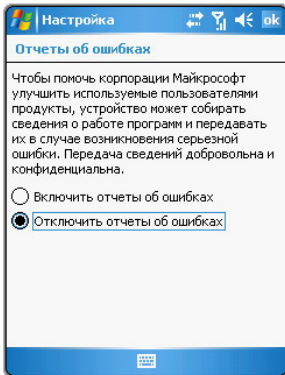 Настройка
ok
Отчеты об ошибках
Чтобы помочь корпорации Майкрософт
улучшить используемые пользователями
продукты, устройство может собирать
сведения о работе программ и передавать
их в случае возникновения серьезной
ошибки. Передача сведений добровольна и
конфиденциальна.
Включить отчеты об ошибках
Отключить отчеты об ошибках